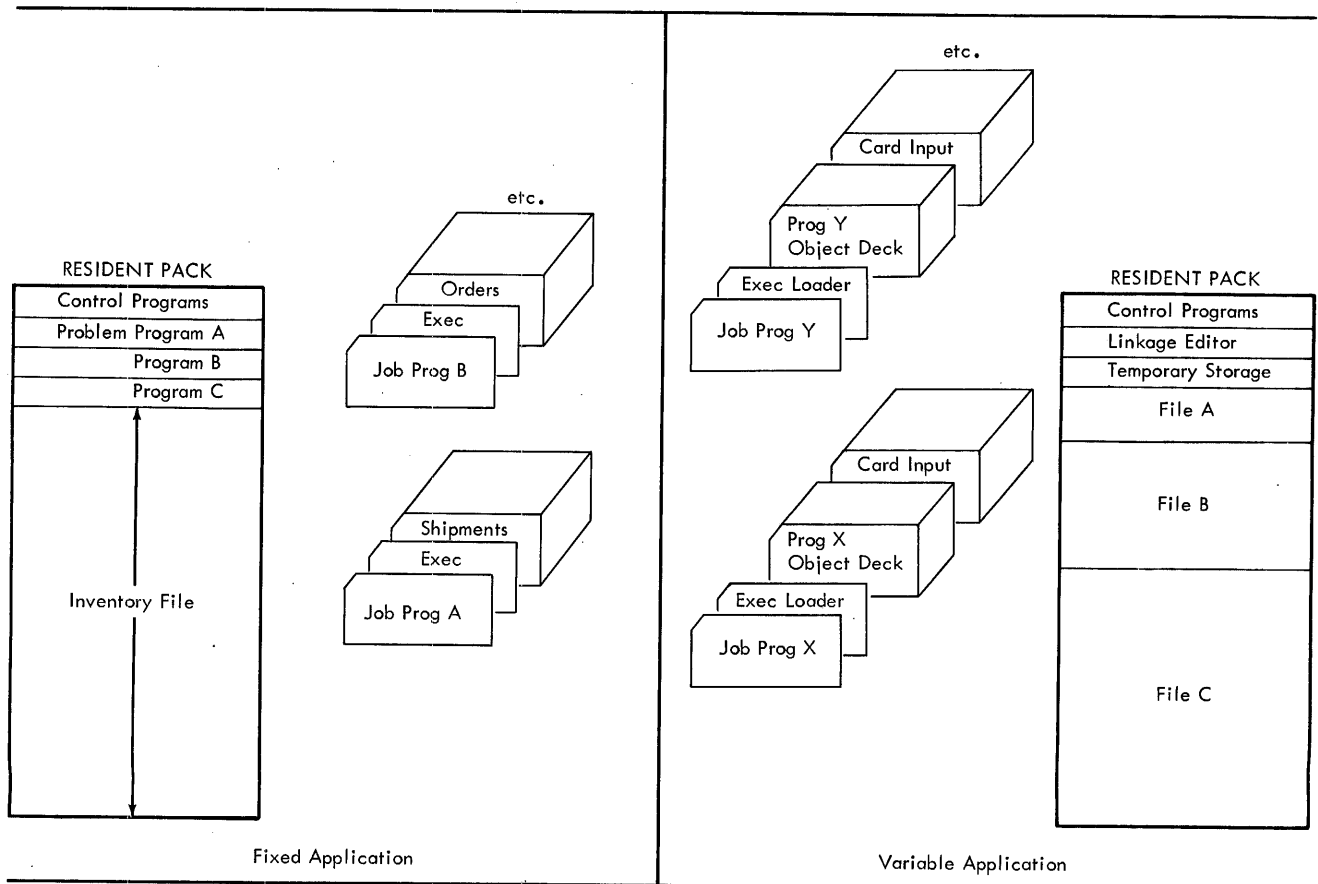 RESIDENT PACK
Control Programs
Problem Program A
Program B
Program C
Inventory File
etc.
Orders
Exec
Job Prog B
Shipments
Exec
Job Prog A
Fixed Application
etc.
Card Input
Prog Y
Object Deck
Exec Loader
Job Prog Y
Card Input
Prog X
Object Deck
Exec Loader
Job Prog X
RESIDENT PACK
Control Programs
Linkage Editor
Temporary Storage
File A
File B
File C
Variable Application